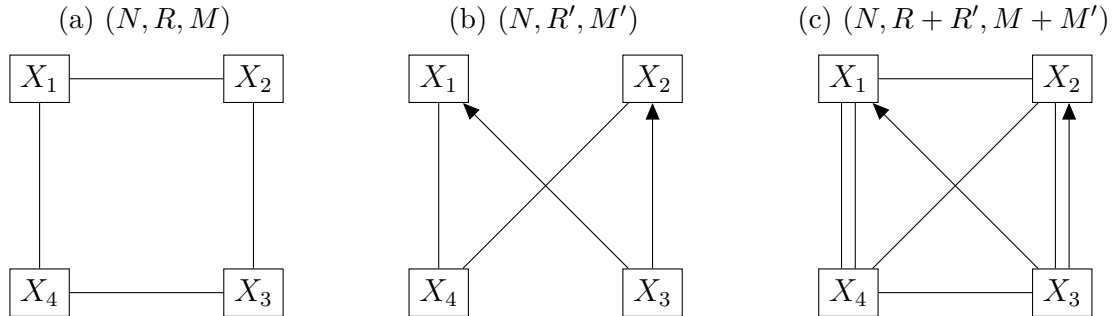 (a) (N, R, M) (b) (N, R′, M′) (c) (N, R + R′, M + M′)
X₁ X₂ X₁ X₂ X₁ X₂
X₄ X₃ X₄ X₃ X₄ X₃